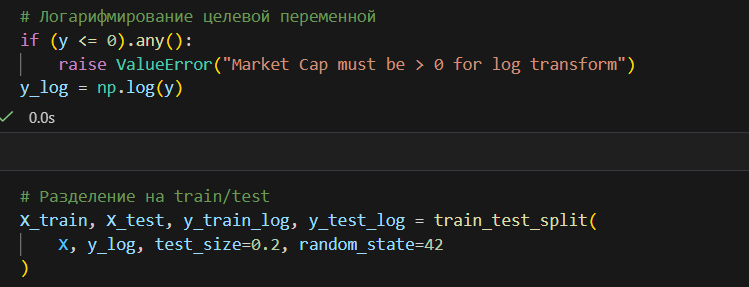 # Логарифмирование целевой переменной
if (y <= 0).any():
    raise ValueError("Market Cap must be > 0 for log transform")
y_log = np.log(y)
0.0s
# Разделение на train/test
X_train, X_test, y_train_log, y_test_log = train_test_split(
    X, y_log, test_size=0.2, random_state=42
)